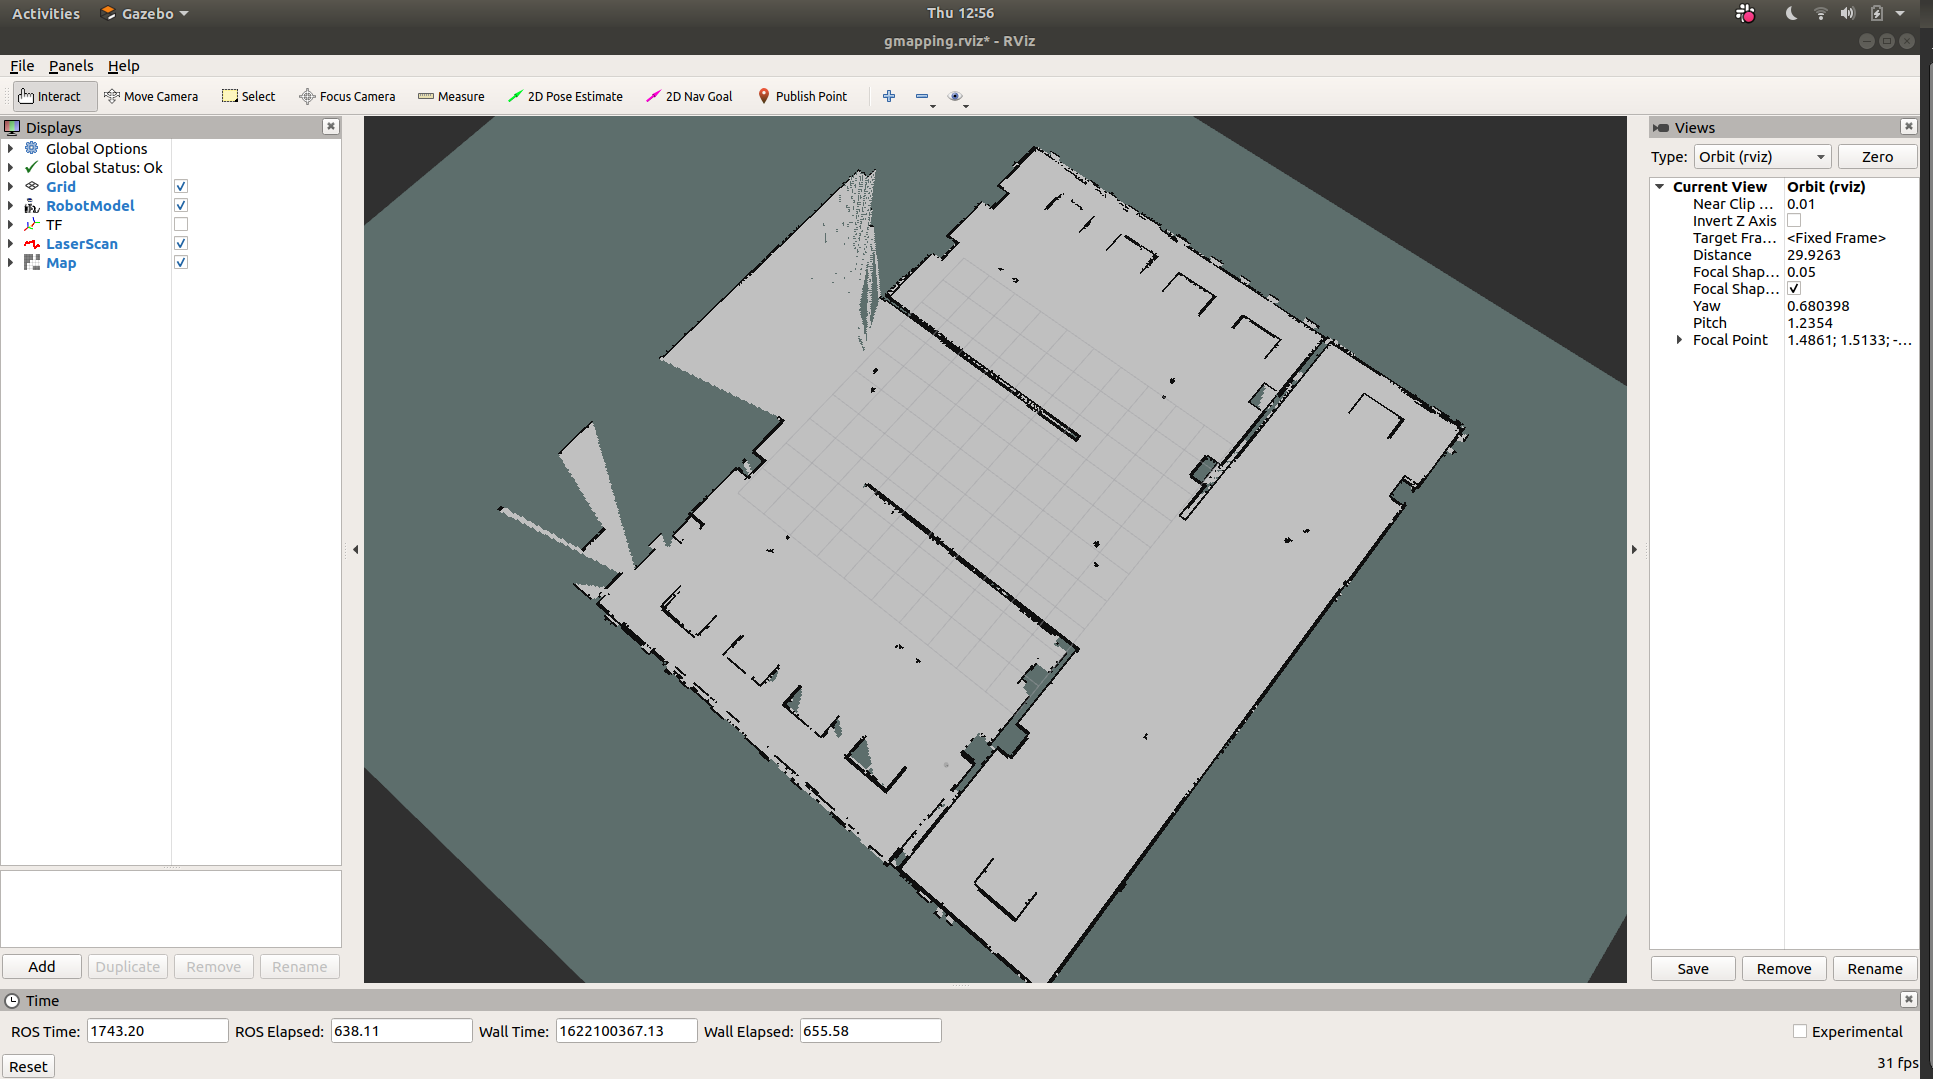 Activities Gazebo Thu 12:56
gmapping.rviz* - RViz
File Panels Help
Interact Move Camera Select Focus Camera Measure 2D Pose Estimate 2D Nav Goal Publish Point
Displays
Global Options
Global Status: Ok
Grid
RobotModel
TF
LaserScan
Map
Add Duplicate Remove Rename
Views
Type: Orbit (rviz) Zero
Current View Orbit (rviz)
Near Clip ... 0.01
Invert Z Axis
Target Fra... <Fixed Frame>
Distance 29.9263
Focal Shap... 0.05
Focal Shap...
Yaw 0.680398
Pitch 1.2354
Focal Point 1.4861; 1.5133; -...
Save Remove Rename
Time
ROS Time: 1743.20 ROS Elapsed: 638.11 Wall Time: 1622100367.13 Wall Elapsed: 655.58 Experimental
Reset 31 fps